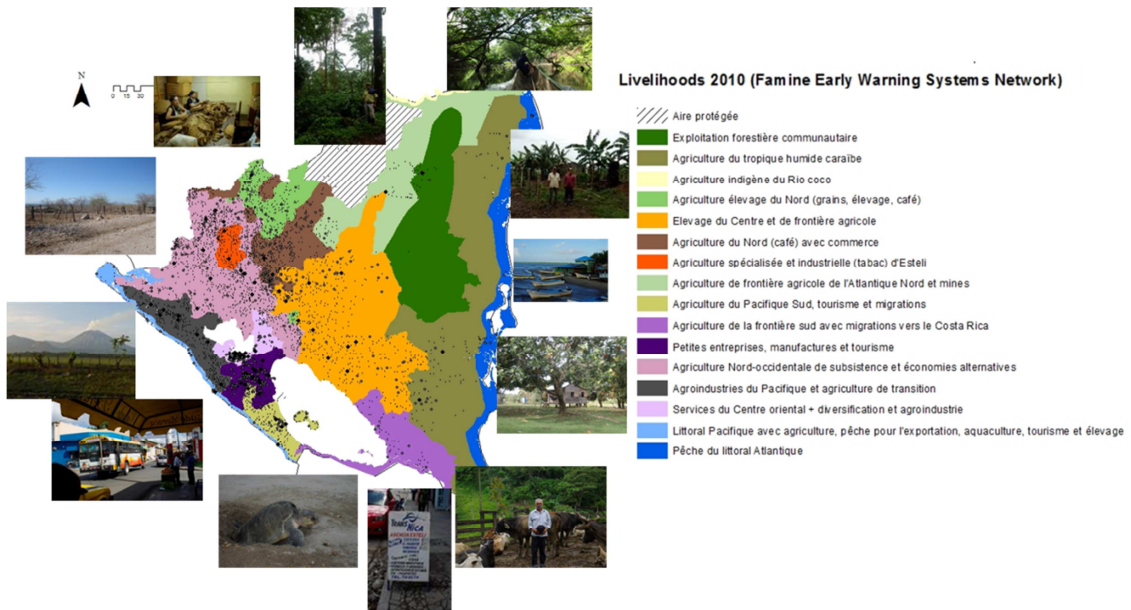 N
0 15 30
Livelihoods 2010 (Famine Early Warning Systems Network)
Aire protégée
Exploitation forestière communautaire
Agriculture du tropique humide caraïbe
Agriculture indigène du Rio coco
Agriculture élevage du Nord (grains, élevage, café)
Elevage du Centre et de frontière agricole
Agriculture du Nord (café) avec commerce
Agriculture spécialisée et industrielle (tabac) d'Esteli
Agriculture de frontière agricole de l'Atlantique Nord et mines
Agriculture du Pacifique Sud, tourisme et migrations
Agriculture de la frontière sud avec migrations vers le Costa Rica
Petites entreprises, manufactures et tourisme
Agriculture Nord-occidentale de subsistence et économies alternatives
Agroindustries du Pacifique et agriculture de transition
Services du Centre oriental + diversification et agroindustrie
Littoral Pacifique avec agriculture, pêche pour l'exportation, aquaculture, tourisme et élevage
Pêche du littoral Atlantique
TRANS
NICA